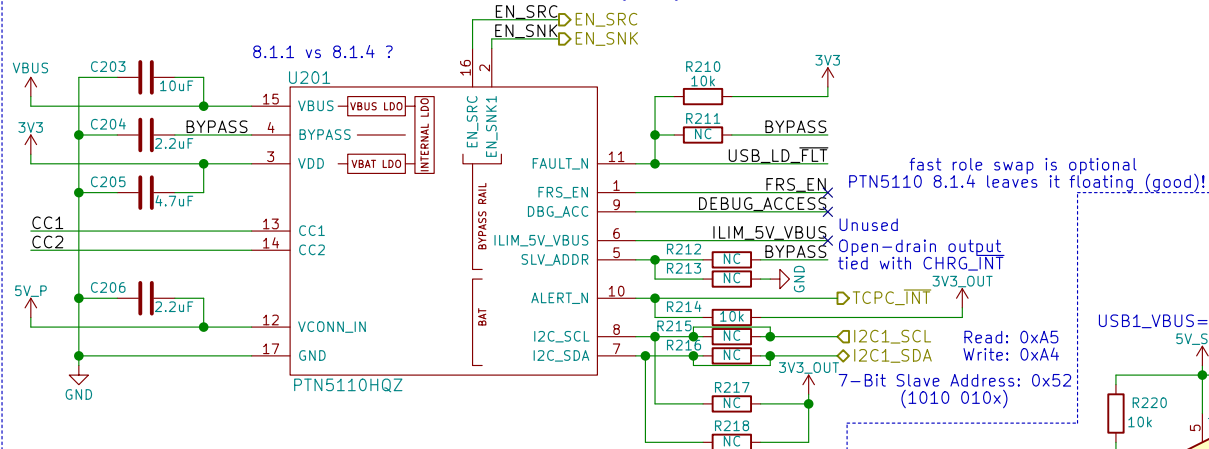 EN_SRC
EN_SRC
EN_SNK
EN_SNK
8.1.1 vs 8.1.4 ?
16
2
VBUS
C203
10uF
U201
15
VBUS
VBUS LDO
INTERNAL LDO
EN_SRC
EN_SNK1
3V3
C204
2.2uF
BYPASS
4
BYPASS
3
VDD
VBAT LDO
C205
4.7uF
CC1
13
CC1
CC2
14
CC2
5V_P
C206
2.2uF
12
VCONN_IN
17
GND
GND
PTN5110HQZ
BYPASS RAIL
BAT
R210
10k
3V3
R211
NC
BYPASS
FAULT_N
11
USB_LD_FLT
fast role swap is optional
PTN5110 8.1.4 leaves it floating (good)!
FRS_EN
1
FRS_EN
DBG_ACC
9
DEBUG_ACCESS
Unused
ILIM_5V_VBUS
6
ILIM_5V_VBUS
Open-drain output
tied with CHRG_INT
SLV_ADDR
5
R212
NC
BYPASS
R213
NC
GND
ALERT_N
10
TCPC_INT
3V3_OUT
R214
10k
I2C_SCL
8
R215
NC
I2C1_SCL
I2C_SDA
7
R216
NC
I2C1_SDA
Read: 0xA5
Write: 0xA4
3V3_OUT
7-Bit Slave Address: 0x52
(1010 010x)
R217
NC
R218
NC
USB1_VBUS=
5V_S
R220
10k
5